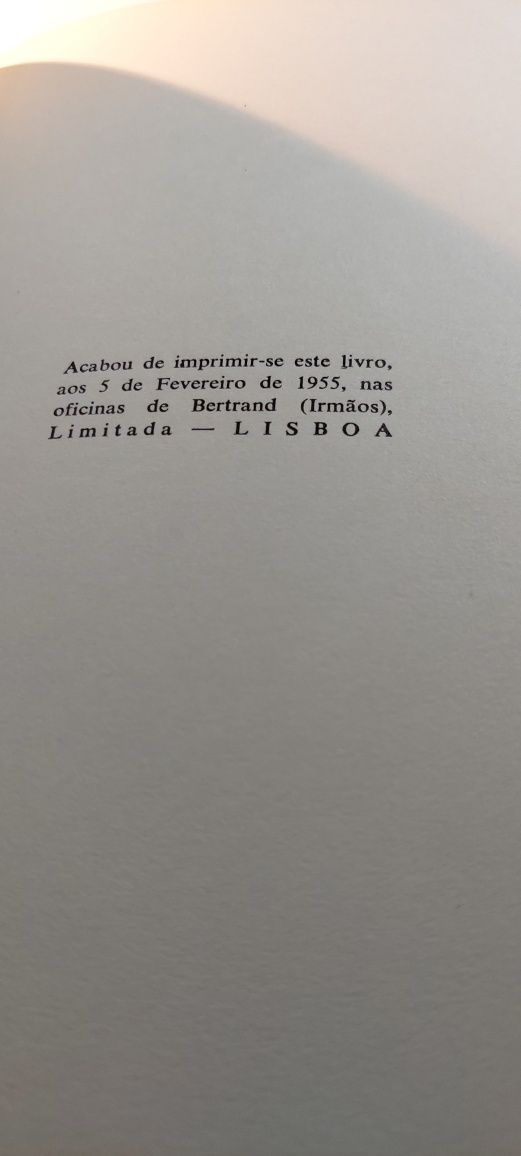 Acabou de imprimir-se este livro,
aos 5 de Fevereiro de 1955, nas
oficinas de Bertrand (Irmãos),
Limitada — LISBOA